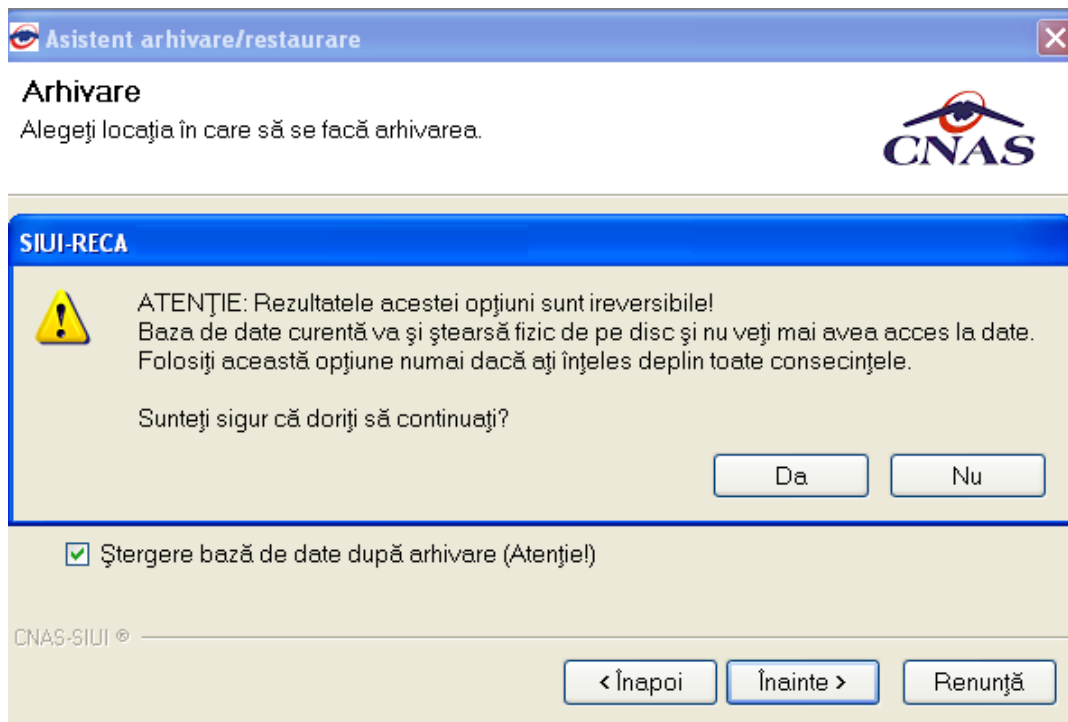 Asistent arhivare/restaurare
Arhivare
Alegeţi locaţia în care să se facă arhivarea.
CNAS
SIUI-RECA
ATENŢIE: Rezultatele acestei opţiuni sunt ireversibile!
Baza de date curentă va şi ştearsă fizic de pe disc şi nu veţi mai avea acces la date.
Folosiţi această opţiune numai dacă aţi înţeles deplin toate consecinţele.
Sunteţi sigur că doriţi să continuaţi?
Da Nu
Ştergere bază de date după arhivare (Atenţie!)
CNAS-SIUI ®
< Înapoi Înainte > Renunţă